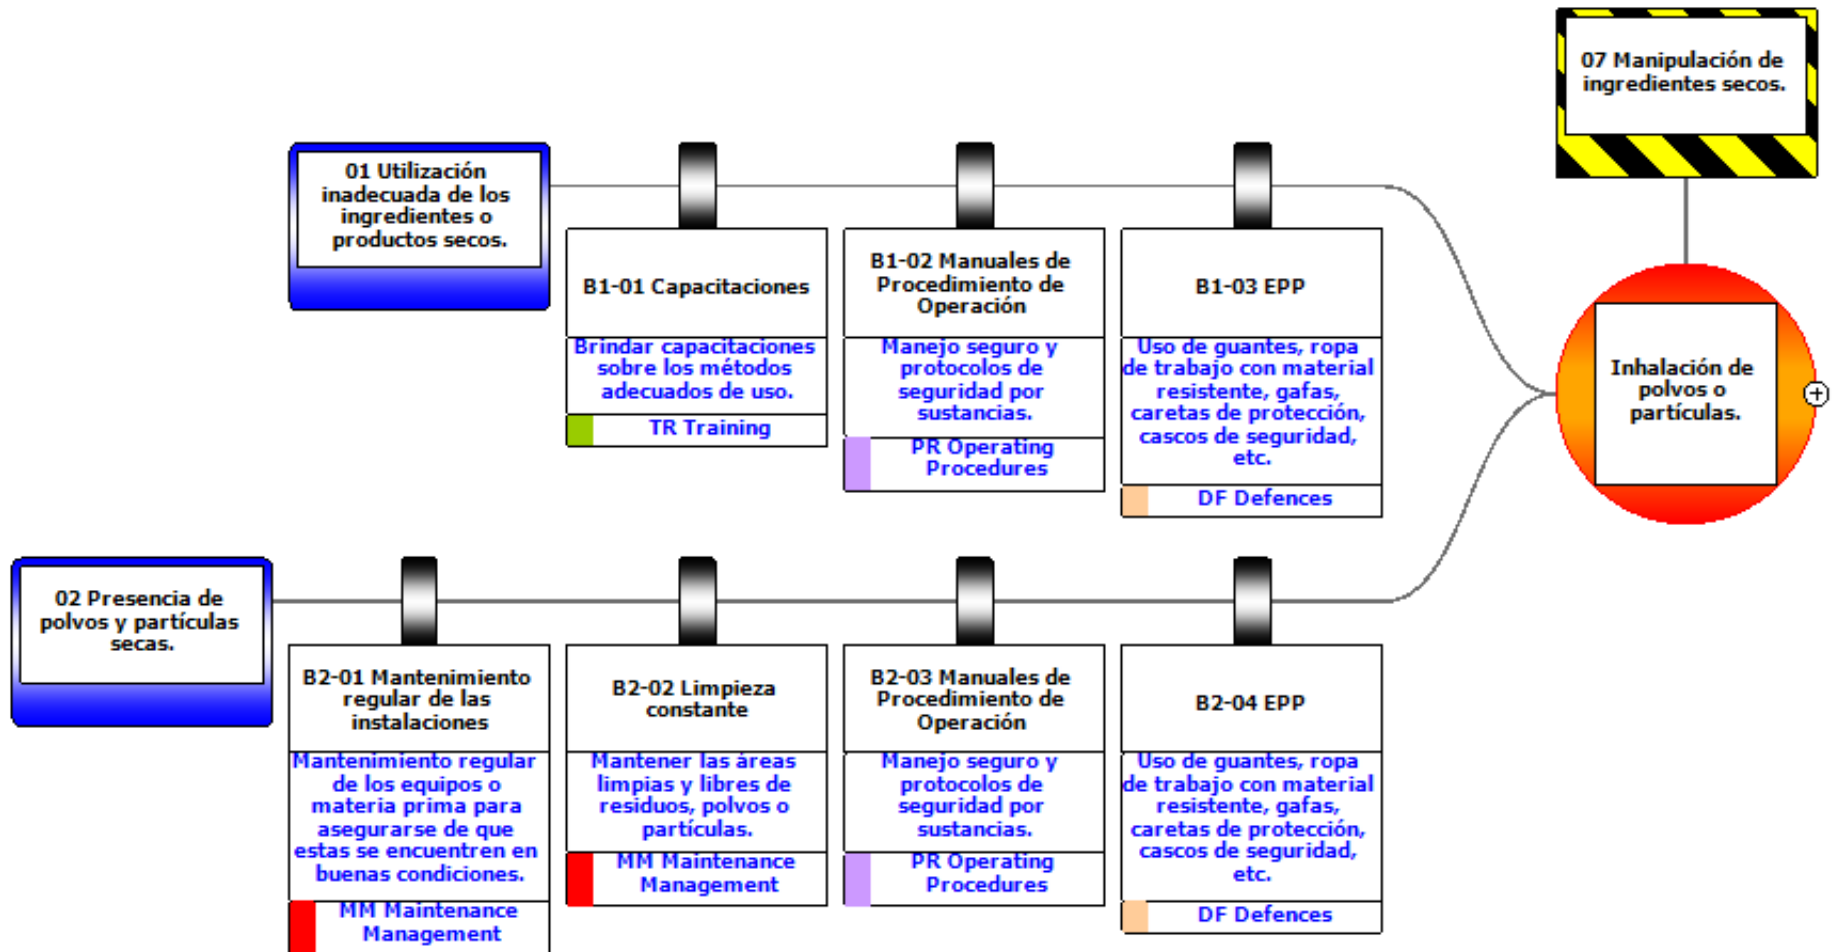 07 Manipulación de
ingredientes secos.
01 Utilización
inadecuada de los
ingredientes o
productos secos.
B1-01 Capacitaciones
Brindar capacitaciones
sobre los métodos
adecuados de uso.
TR Training
B1-02 Manuales de
Procedimiento de
Operación
Manejo seguro y
protocolos de
seguridad por
sustancias.
PR Operating
Procedures
B1-03 EPP
Uso de guantes, ropa
de trabajo con material
resistente, gafas,
caretas de protección,
cascos de seguridad,
etc.
DF Defences
Inhalación de
polvos o
partículas.
02 Presencia de
polvos y partículas
secas.
B2-01 Mantenimiento
regular de las
instalaciones
Mantenimiento regular
de los equipos o
materia prima para
asegurarse de que
estas se encuentren en
buenas condiciones.
MM Maintenance
Management
B2-02 Limpieza
constante
Mantener las áreas
limpias y libres de
residuos, polvos o
partículas.
MM Maintenance
Management
B2-03 Manuales de
Procedimiento de
Operación
Manejo seguro y
protocolos de
seguridad por
sustancias.
PR Operating
Procedures
B2-04 EPP
Uso de guantes, ropa
de trabajo con material
resistente, gafas,
caretas de protección,
cascos de seguridad,
etc.
DF Defences